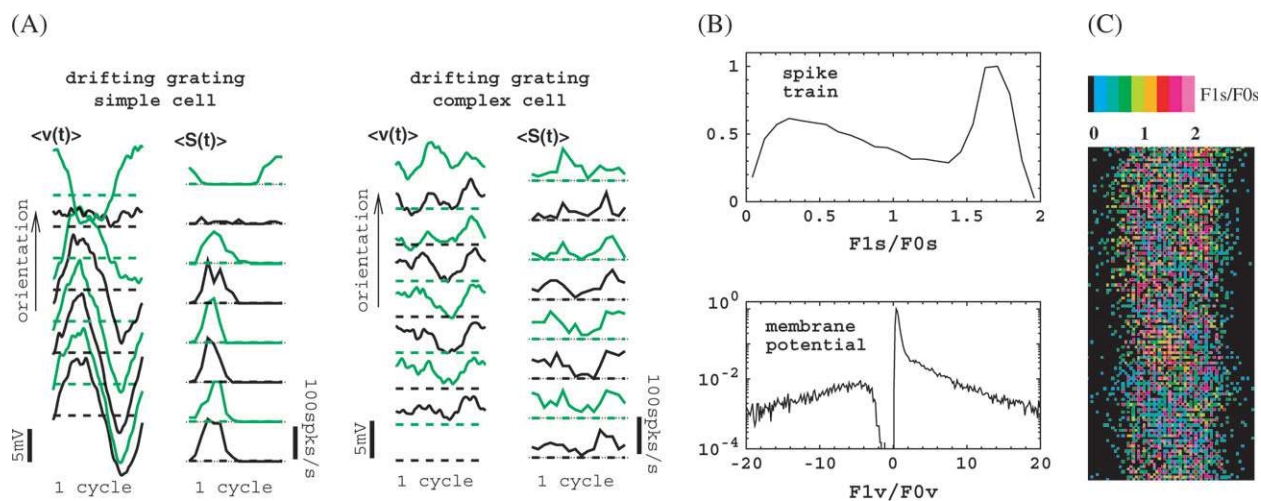 (A)
drifting grating
simple cell
<v(t)>
<S(t)>
orientation
5mV
1 cycle
1 cycle
100spks/s
drifting grating
complex cell
<v(t)>
<S(t)>
orientation
5mV
1 cycle
1 cycle
100spks/s
(B)
1
0.5
0
spike
train
0 0.5 1 1.5 2
F1s/F0s
10^0
10^-2
10^-4
membrane
potential
-20 -10 0 10 20
F1v/F0v
(C)
F1s/F0s
0 1 2